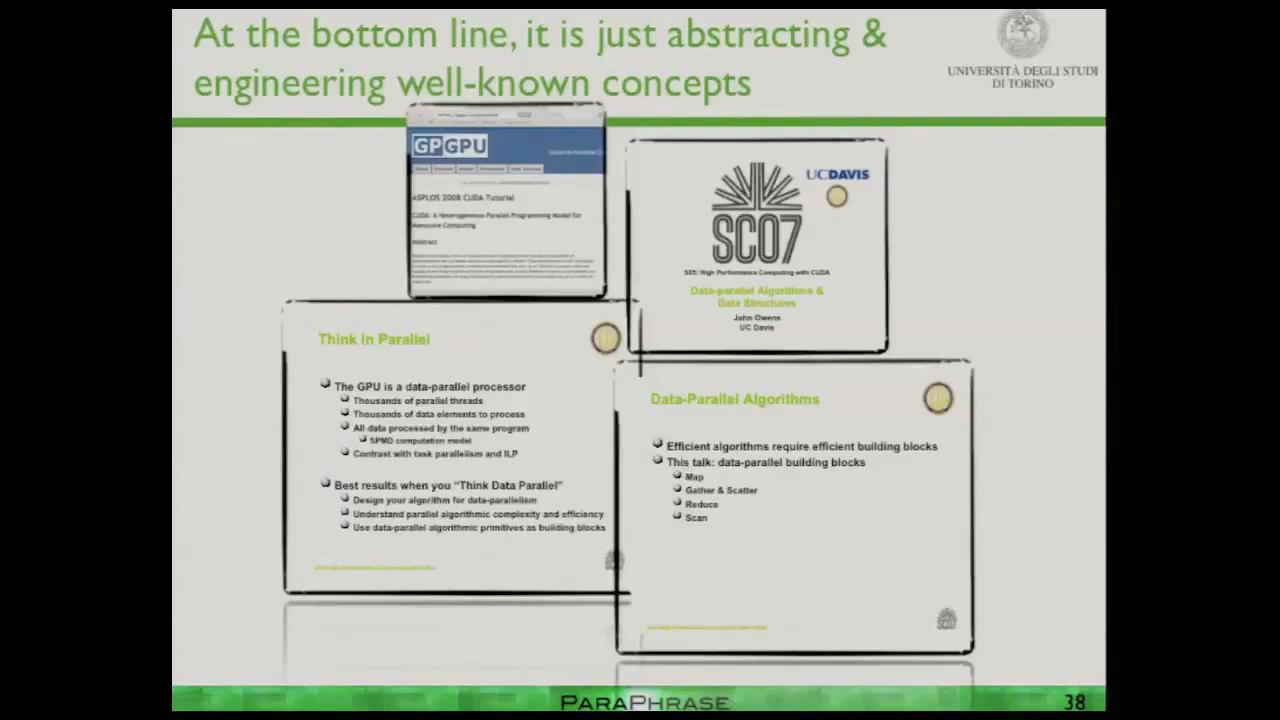 At the bottom line, it is just abstracting &
engineering well-known concepts
UNIVERSITÀ DEGLI STUDI
DI TORINO
GPGPU
ASPLOS 2008 CUDA Tutorial
CUDA: A Heterogeneous Parallel Programming Model for
Manycore Computing
Abstract
UCDAVIS
SC07
S05: High Performance Computing with CUDA
Data-parallel Algorithms &
Data Structures
John Owens
UC Davis
Think In Parallel
The GPU is a data-parallel processor
Thousands of parallel threads
Thousands of data elements to process
All data processed by the same program
SPMD computation model
Contrast with task parallelism and ILP
Best results when you “Think Data Parallel”
Design your algorithm for data-parallelism
Understand parallel algorithmic complexity and efficiency
Use data-parallel algorithmic primitives as building blocks
Data-Parallel Algorithms
Efficient algorithms require efficient building blocks
This talk: data-parallel building blocks
Map
Gather & Scatter
Reduce
Scan
SC07
PARAPHRASE
38